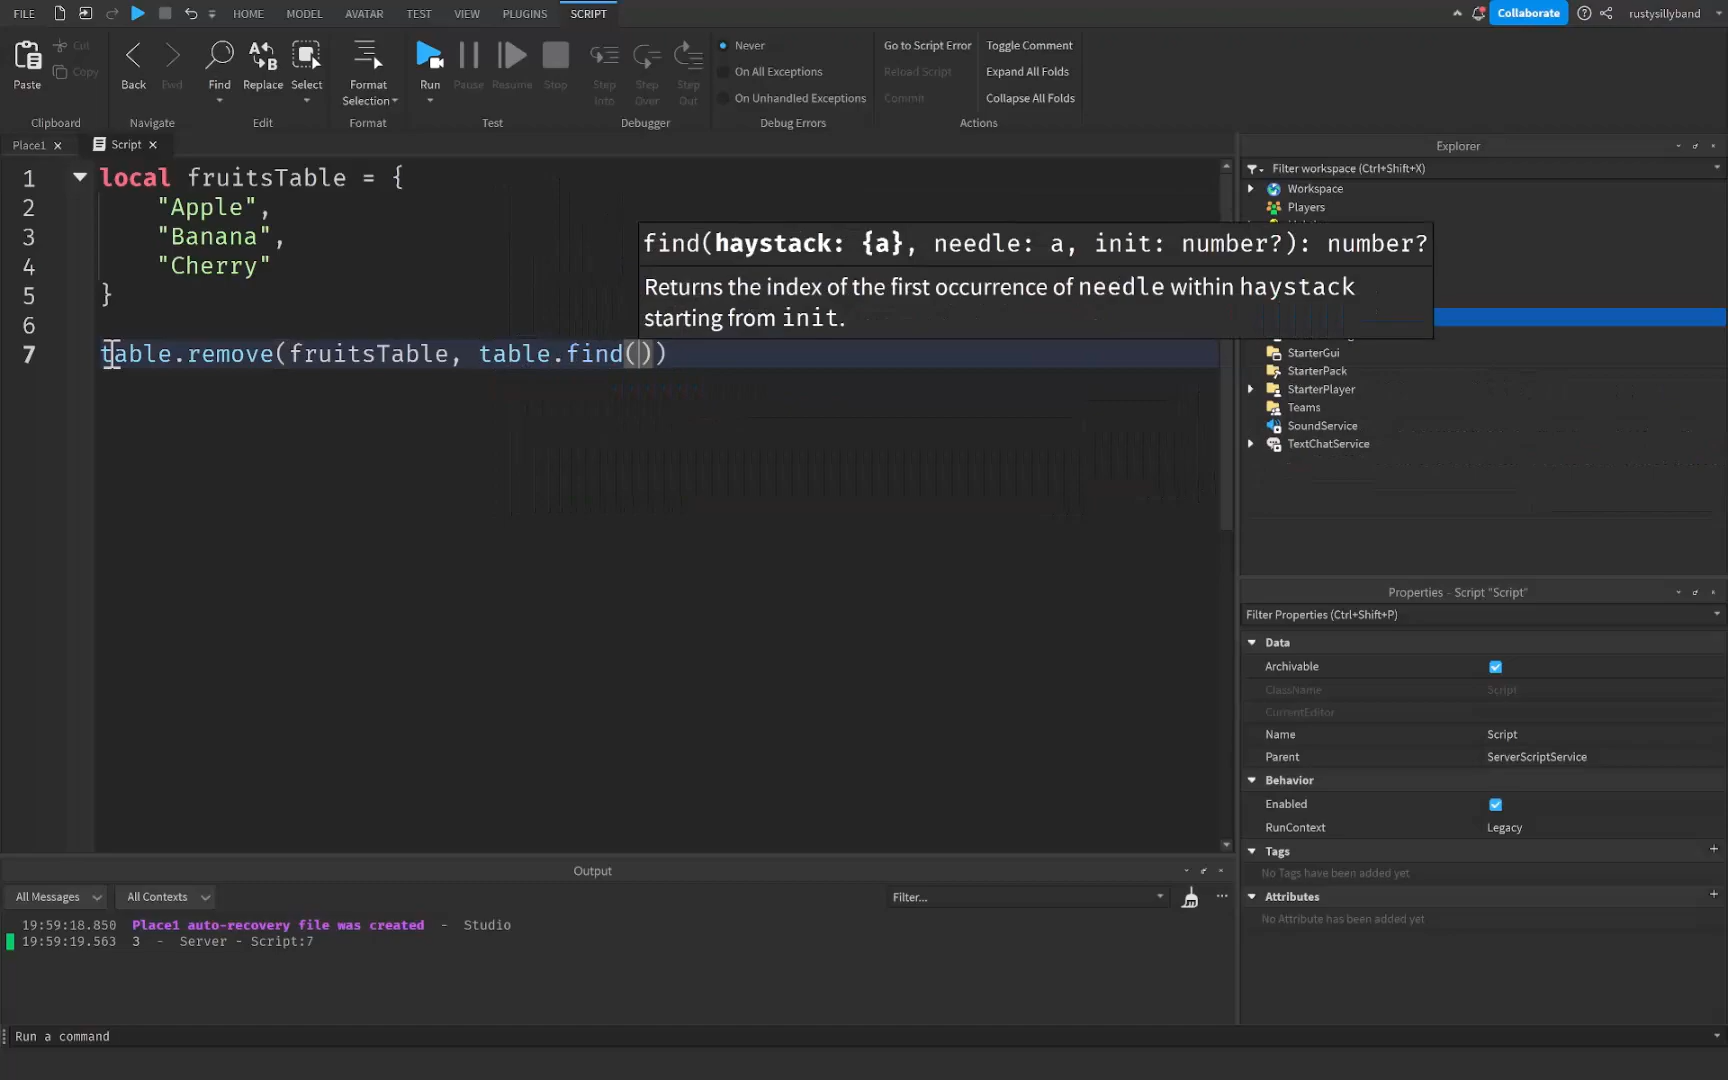 FILE HOME MODEL AVATAR TEST VIEW PLUGINS SCRIPT Collaborate rustysillyband
Paste Cut Copy Back Fwd Find Replace Select Format Selection Run Pause Resume Stop Step Into Step Over Step Out
Never
On All Exceptions
On Unhandled Exceptions
Go to Script Error Toggle Comment
Reload Script Expand All Folds
Commit Collapse All Folds
Clipboard Navigate Edit Format Test Debugger Debug Errors Actions
Place1 Script
1 local fruitsTable = {
2 "Apple",
3 "Banana",
4 "Cherry"
5 }
6
7 table.remove(fruitsTable, table.find())
find(haystack: {a}, needle: a, init: number?): number?
Returns the index of the first occurrence of needle within haystack
starting from init.
Explorer
Filter workspace (Ctrl+Shift+X)
Workspace
Players
StarterGui
StarterPack
StarterPlayer
Teams
SoundService
TextChatService
Properties - Script "Script"
Filter Properties (Ctrl+Shift+P)
Data
Archivable
ClassName Script
CurrentEditor
Name Script
Parent ServerScriptService
Behavior
Enabled
RunContext Legacy
Tags
No Tags have been added yet
Attributes
No Attribute has been added yet
Output
All Messages All Contexts Filter...
19:59:18.850 Place1 auto-recovery file was created - Studio
19:59:19.563 3 - Server - Script:7
Run a command